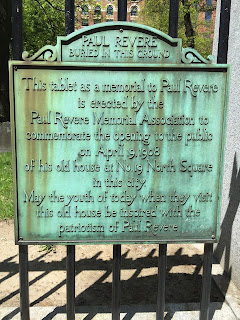 PAUL REVERE
BURIED IN THIS GROUND
This tablet as a memorial to Paul Revere
is erected by the
Paul Revere Memorial Association to
commemorate the opening to the public
on April 19, 1908
of his old house at No. 19 North Square
in this city
May the youth of today when they visit
this old house be inspired with the
patriotism of Paul Revere